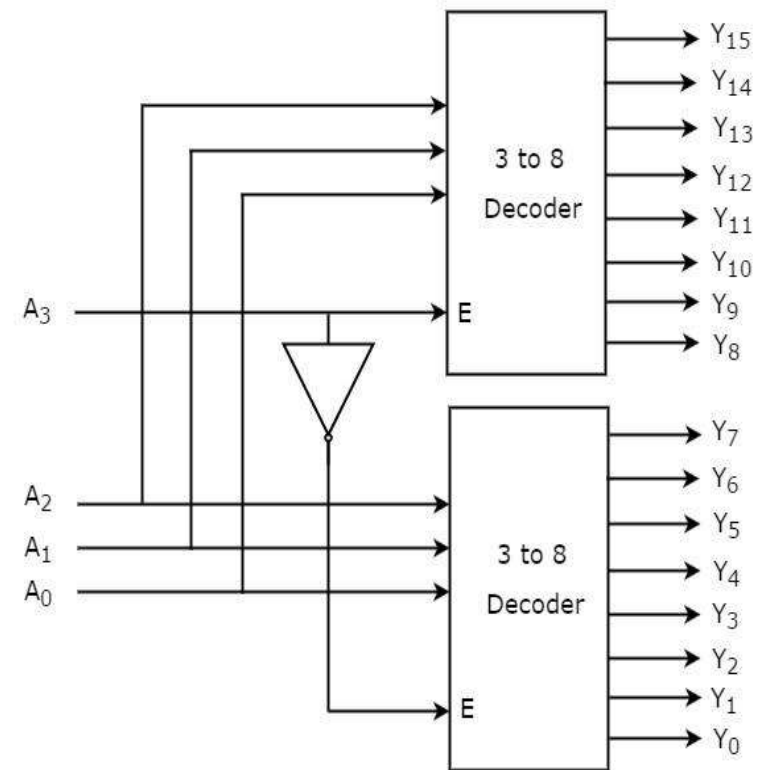 Y₁₅
Y₁₄
Y₁₃
3 to 8
Y₁₂
Decoder
Y₁₁
Y₁₀
A₃
E
Y₉
Y₈
Y₇
A₂
Y₆
A₁
3 to 8
Y₅
A₀
Decoder
Y₄
Y₃
Y₂
E
Y₁
Y₀